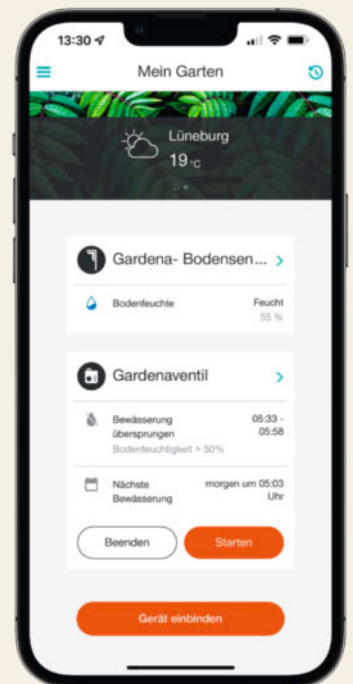 13:30
Mein Garten
Lüneburg
19 °C
Gardena- Bodensen...
Bodenfeuchte
Feucht
55 %
Gardenaventil
Bewässerung
übersprungen
05:33 -
05:58
Bodenfeuchtigkeit > 50%
Nächste
Bewässerung
morgen um 05:03
Uhr
Beenden
Starten
Gerät einbinden